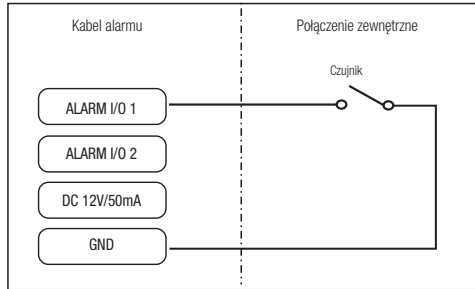 Kabel alarmu
Połączenie zewnętrzne
Czujnik
ALARM I/O 1
ALARM I/O 2
DC 12V/50mA
GND